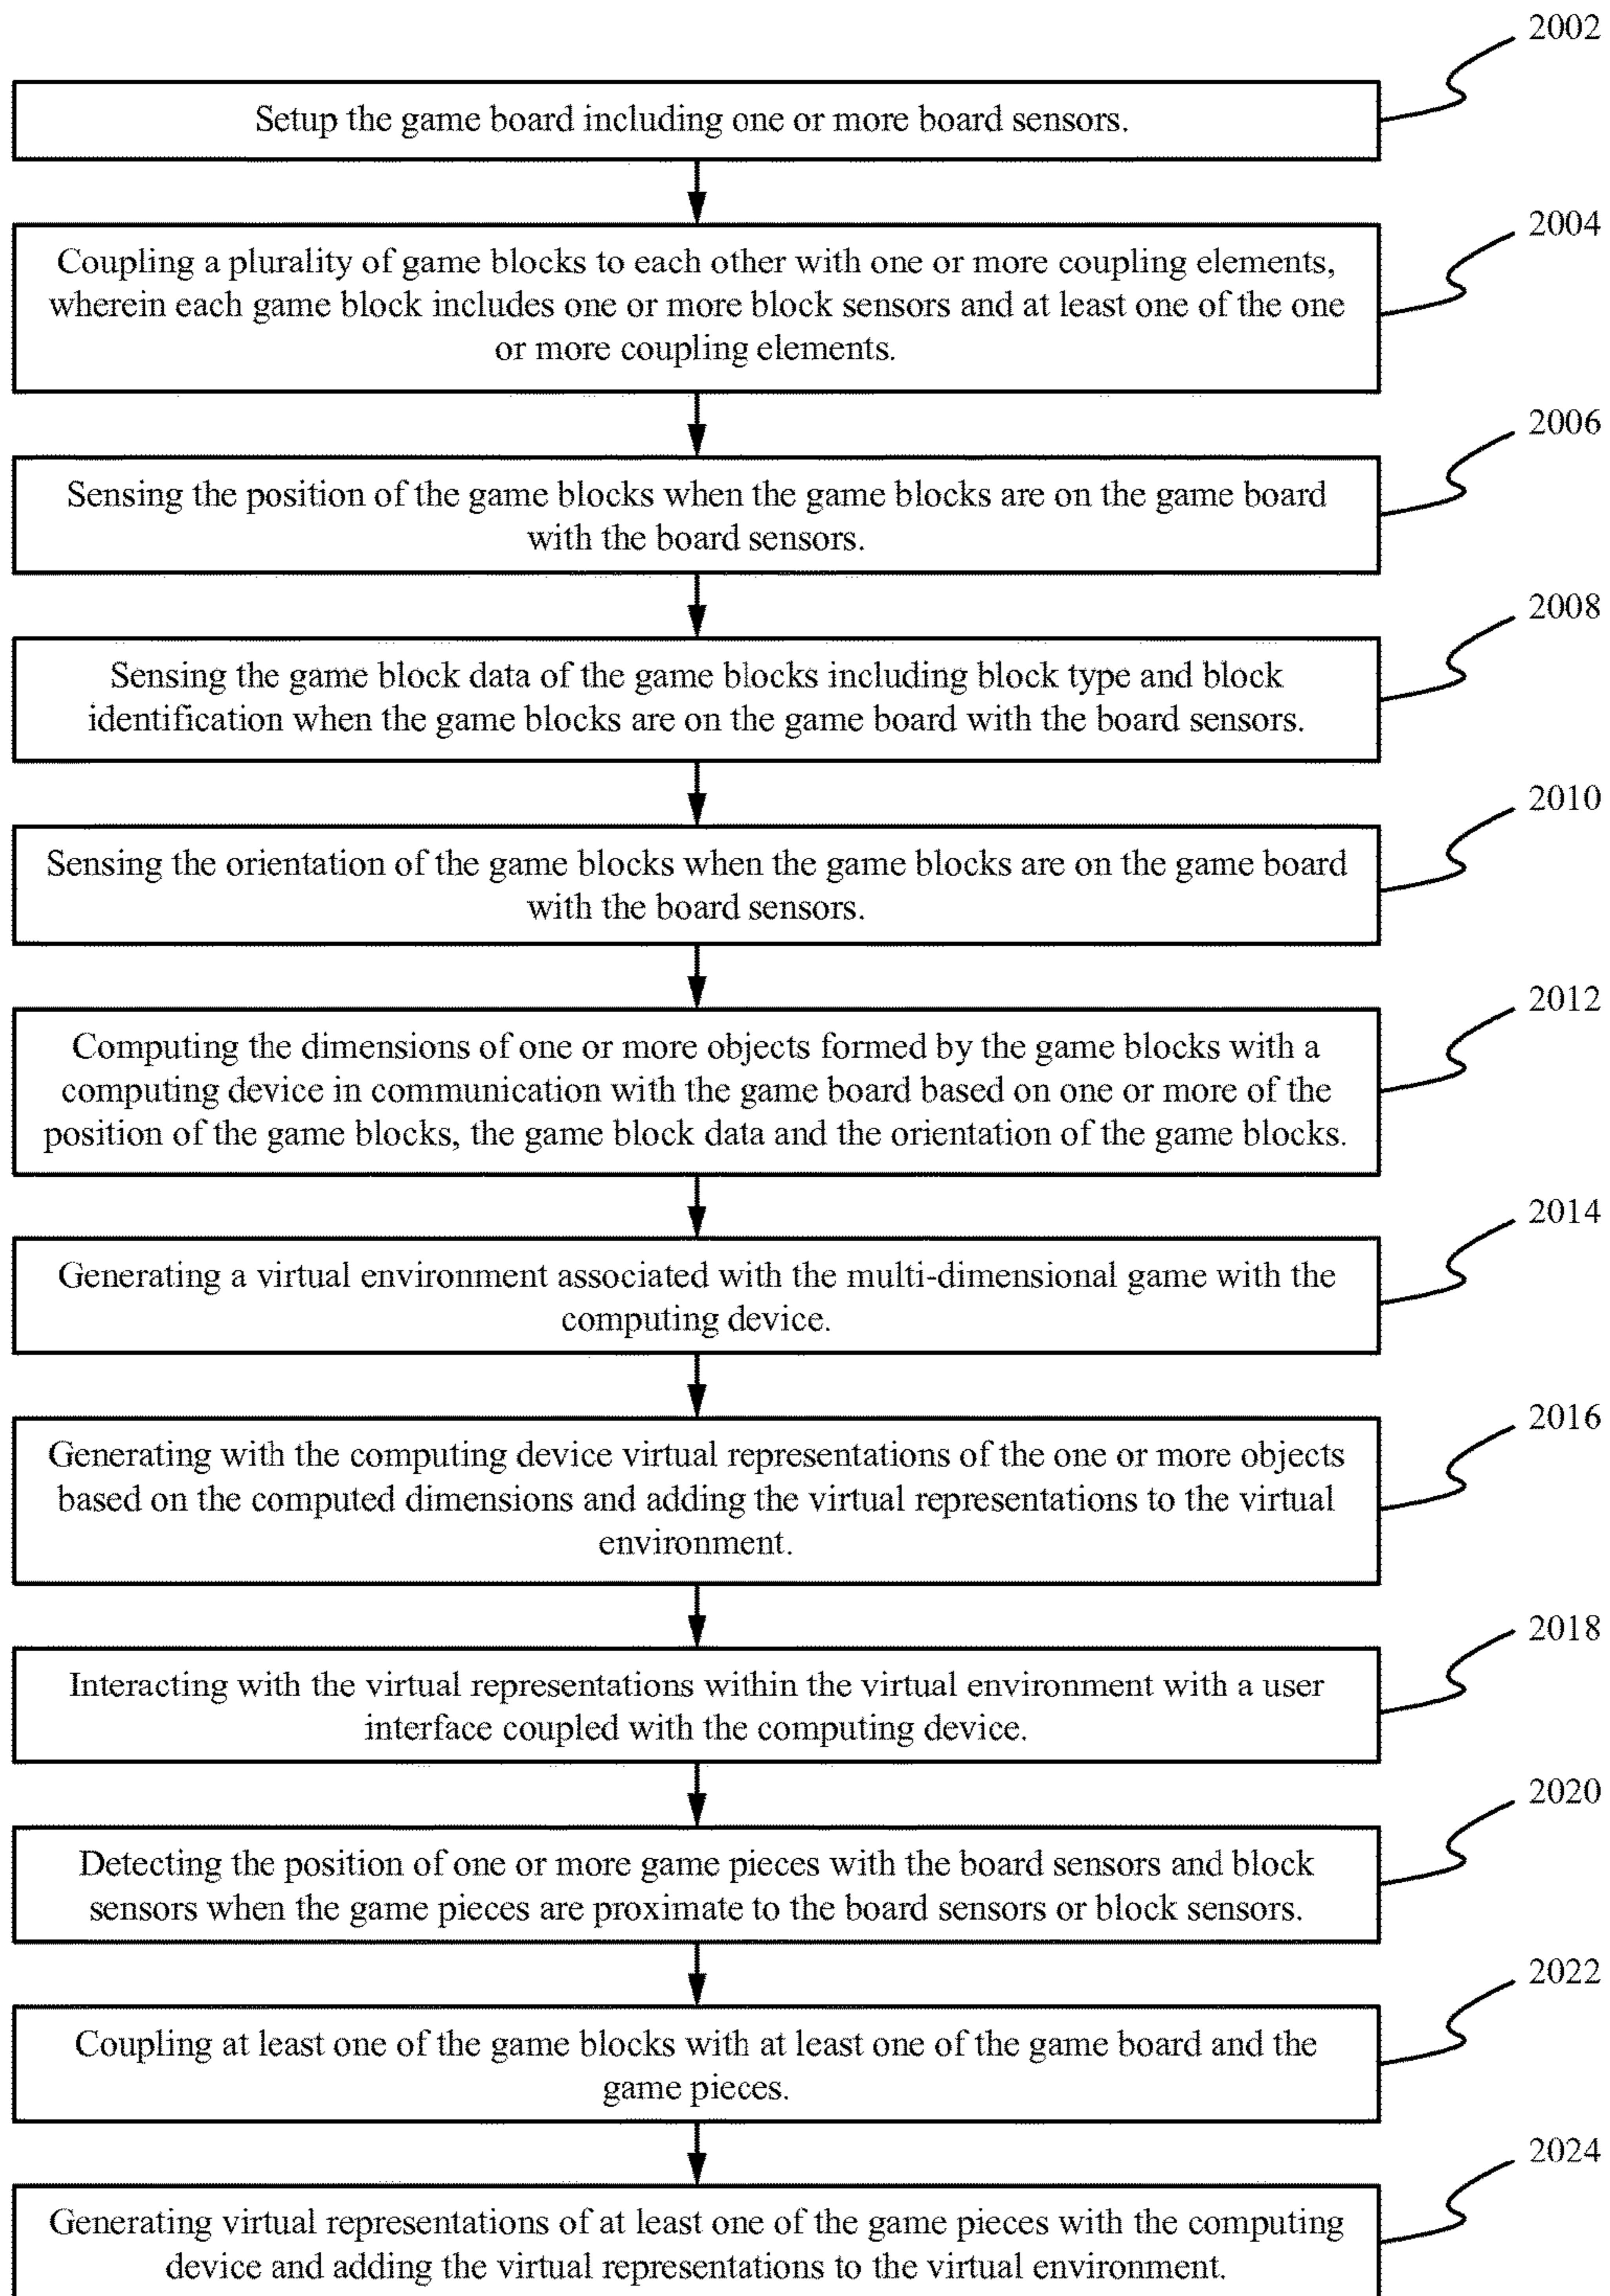 2002
Setup the game board including one or more board sensors.
2004
Coupling a plurality of game blocks to each other with one or more coupling elements,
wherein each game block includes one or more block sensors and at least one of the one
or more coupling elements.
2006
Sensing the position of the game blocks when the game blocks are on the game board
with the board sensors.
2008
Sensing the game block data of the game blocks including block type and block
identification when the game blocks are on the game board with the board sensors.
2010
Sensing the orientation of the game blocks when the game blocks are on the game board
with the board sensors.
2012
Computing the dimensions of one or more objects formed by the game blocks with a
computing device in communication with the game board based on one or more of the
position of the game blocks, the game block data and the orientation of the game blocks.
2014
Generating a virtual environment associated with the multi-dimensional game with the
computing device.
2016
Generating with the computing device virtual representations of the one or more objects
based on the computed dimensions and adding the virtual representations to the virtual
environment.
2018
Interacting with the virtual representations within the virtual environment with a user
interface coupled with the computing device.
2020
Detecting the position of one or more game pieces with the board sensors and block
sensors when the game pieces are proximate to the board sensors or block sensors.
2022
Coupling at least one of the game blocks with at least one of the game board and the
game pieces.
2024
Generating virtual representations of at least one of the game pieces with the computing
device and adding the virtual representations to the virtual environment.